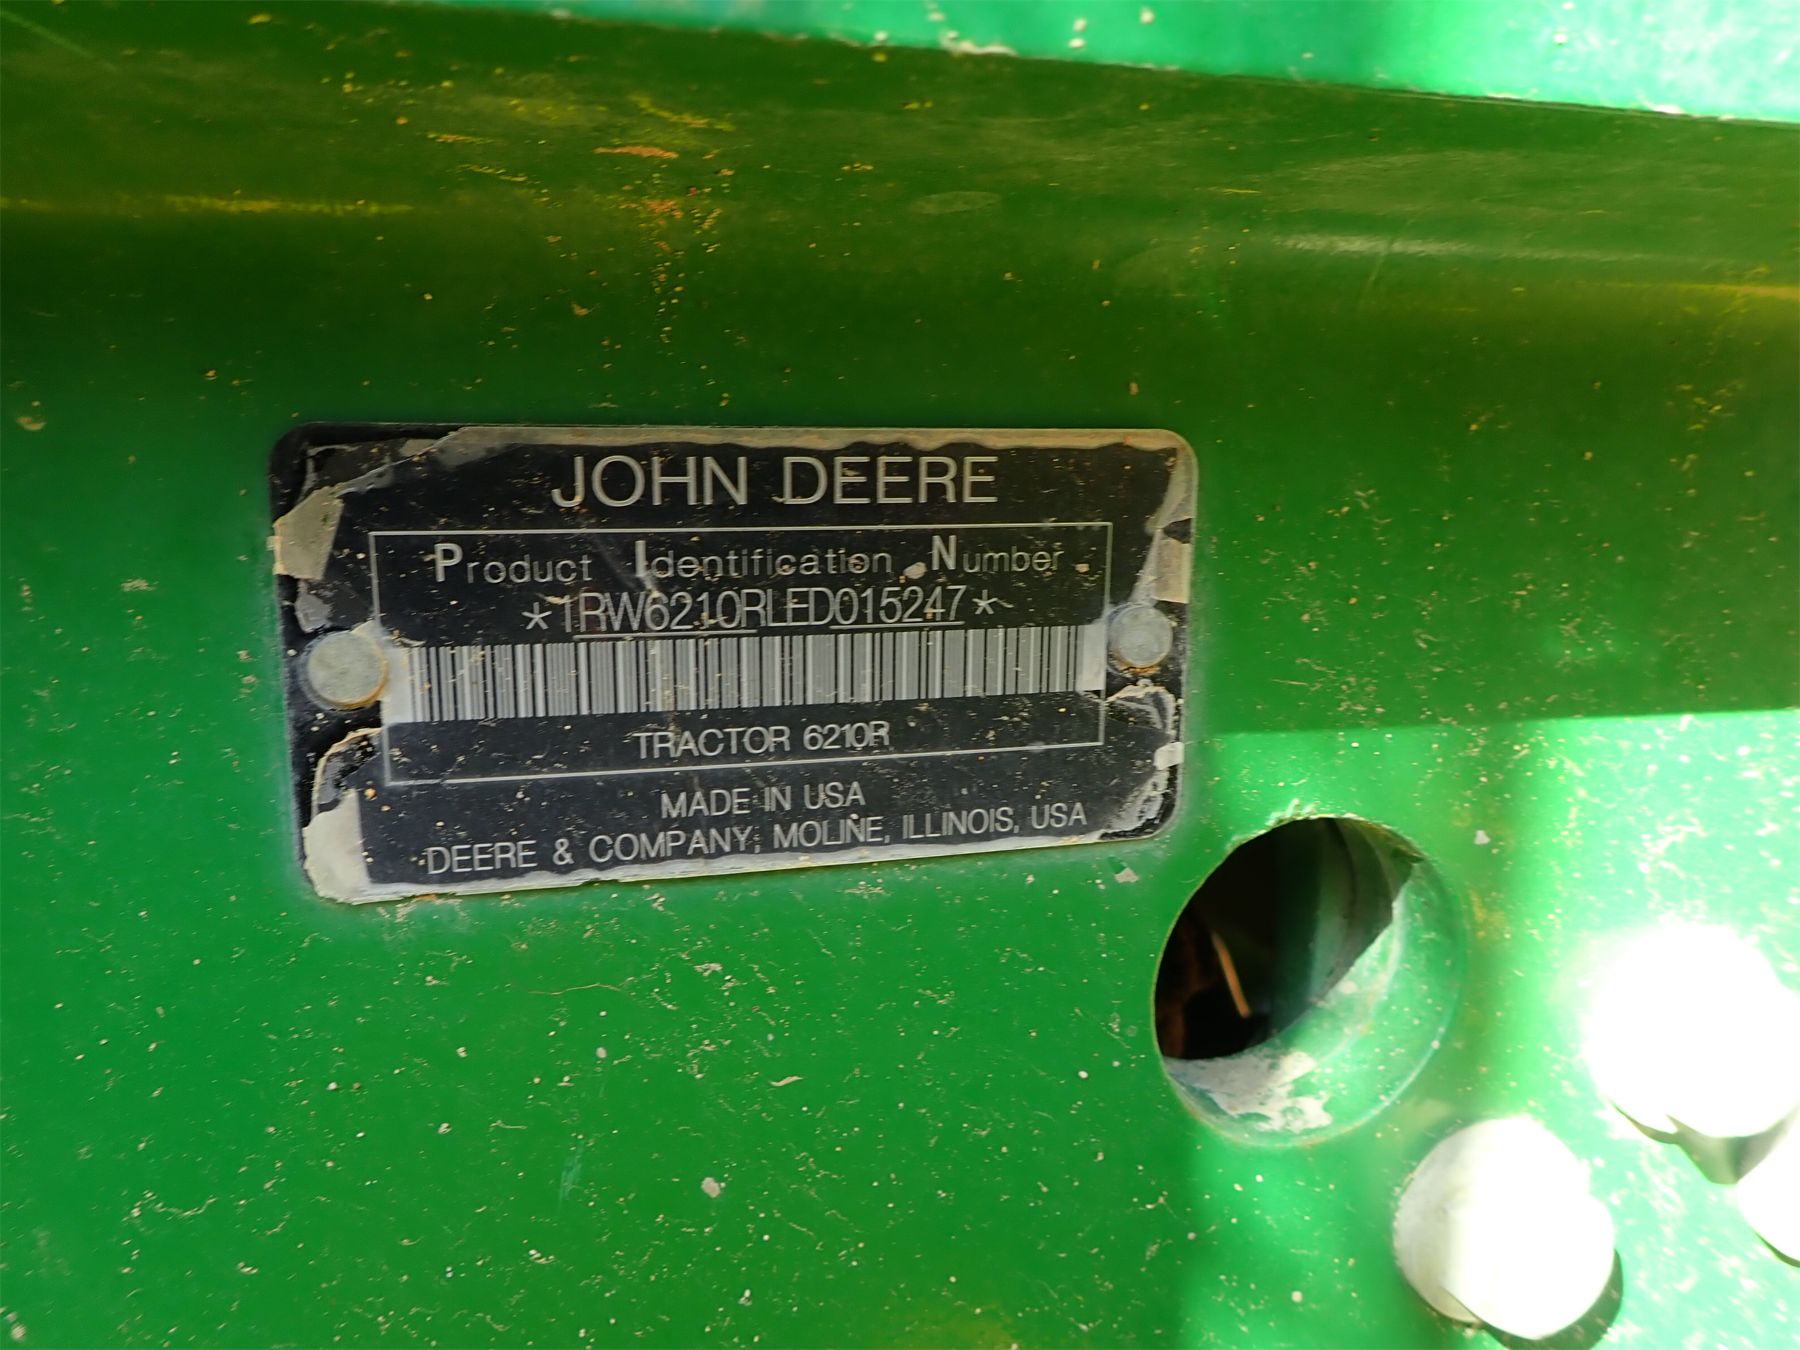 JOHN DEERE
Product Identification Number
*1RW6210RLED015247*
TRACTOR 6210R
MADE IN USA
DEERE & COMPANY, MOLINE, ILLINOIS, USA